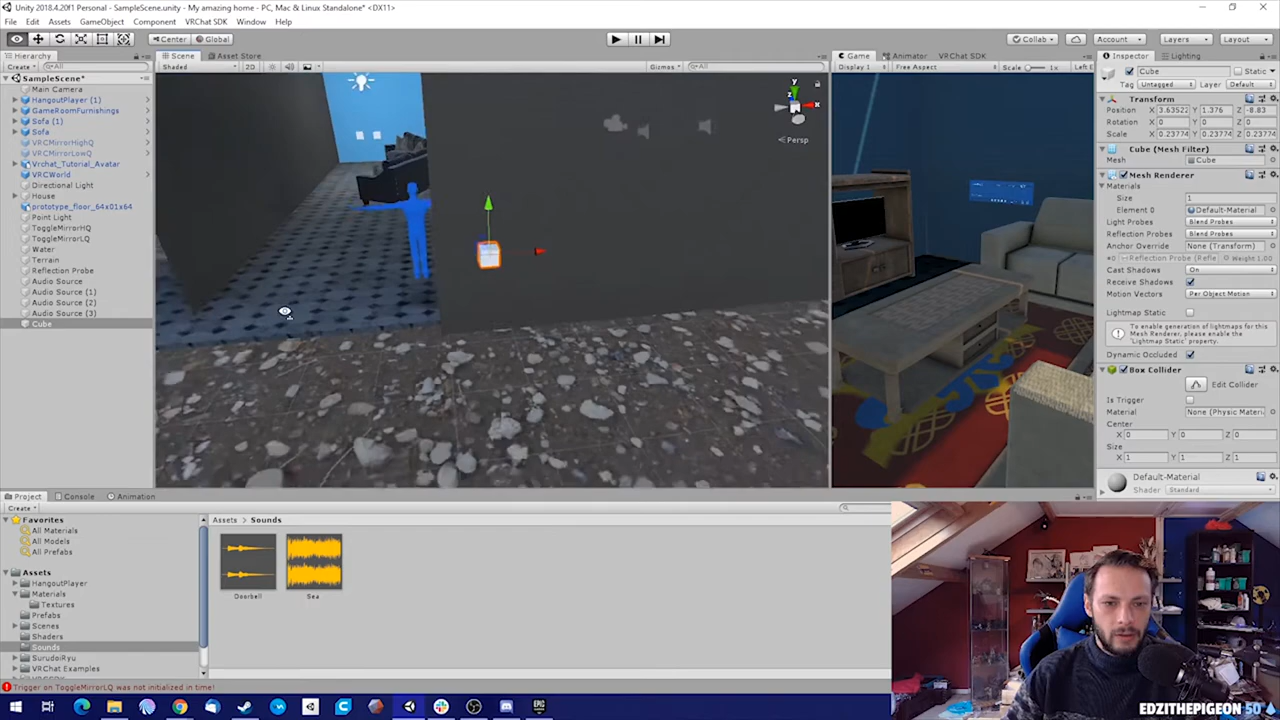 Unity 2018.4.20f1 Personal - SampleScene.unity - My amazing home - PC, Mac & Linux Standalone* <DX11>
File Edit Assets GameObject Component VRChat SDK Window Help
Center Global
Collab Account Layers Layout
Hierarchy
Create All
SampleScene*
Main Camera
HangoutPlayer (1)
GameRoomFurnishings
Sofa (1)
Sofa
VRCMirrorHighQ
VRCMirrorLowQ
Vrchat_Tutorial_Avatar
VRCWorld
Directional Light
House
prototype_floor_64x01x64
Point Light
ToggleMirrorHQ
ToggleMirrorLQ
Water
Terrain
Reflection Probe
Audio Source
Audio Source (1)
Audio Source (2)
Audio Source (3)
Cube
Scene Asset Store
Shaded 2D Gizmos All
y
x
z
Persp
Game Animator VRChat SDK
Display 1 Free Aspect Scale Left E
Inspector Lighting
Cube Static
Tag Untagged Layer Default
Transform
Position X 3.63522 Y 1.376 Z -8.83
Rotation X 0 Y 0 Z 0
Scale X 0.23774 Y 0.23774 Z 0.23774
Cube (Mesh Filter)
Mesh Cube
Mesh Renderer
Materials
Size 1
Element 0 Default-Material
Light Probes Blend Probes
Reflection Probes Blend Probes
Anchor Override None (Transform)
#0 Reflection Probe (Refle Weight 1.00
Cast Shadows On
Receive Shadows
Motion Vectors Per Object Motion
Lightmap Static
To enable generation of lightmaps for this Mesh Renderer, please enable the 'Lightmap Static' property.
Dynamic Occluded
Box Collider
Edit Collider
Is Trigger
Material None (Physic Materi
Center
X 0 Y 0 Z 0
Size
X 1 Y 1 Z 1
Default-Material
Shader Standard
Project Console Animation
Create
Favorites
All Materials
All Models
All Prefabs
Assets
HangoutPlayer
Materials
Textures
Prefabs
Scenes
Shaders
Sounds
SurudoiRyu
VRChat Examples
Assets > Sounds
Doorbell Sea
Trigger on ToggleMirrorLQ was not initialized in time!
EDZITHEPIGEON 50